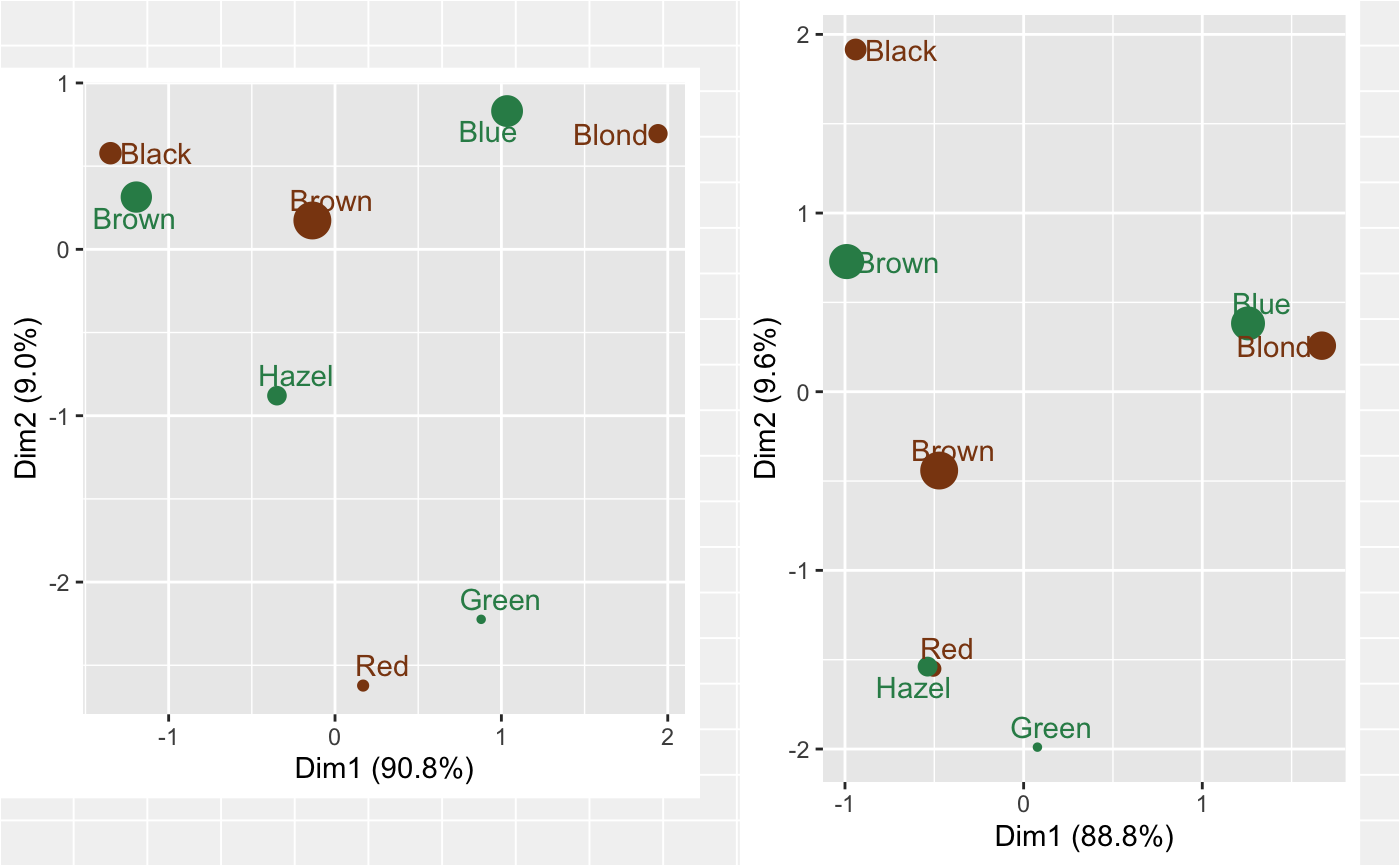 1
0
-1
-2
Dim2 (9.0%)
Blue
Blond
Black
Brown
Brown
Hazel
Green
Red
-1
0
1
2
Dim1 (90.8%)
2
1
0
-1
-2
Dim2 (9.6%)
Black
Brown
Blue
Blond
Brown
Red
Hazel
Green
-1
0
1
Dim1 (88.8%)